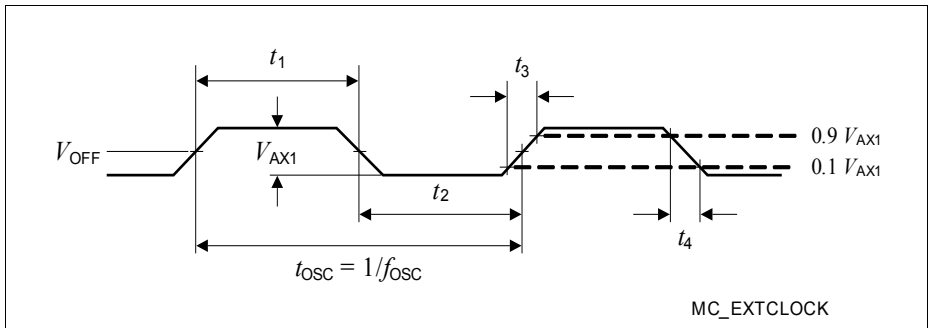 t1
t3
VOFF
VAX1
0.9 VAX1
0.1 VAX1
t2
t4
tOSC = 1/fOSC
MC_EXTCLOCK